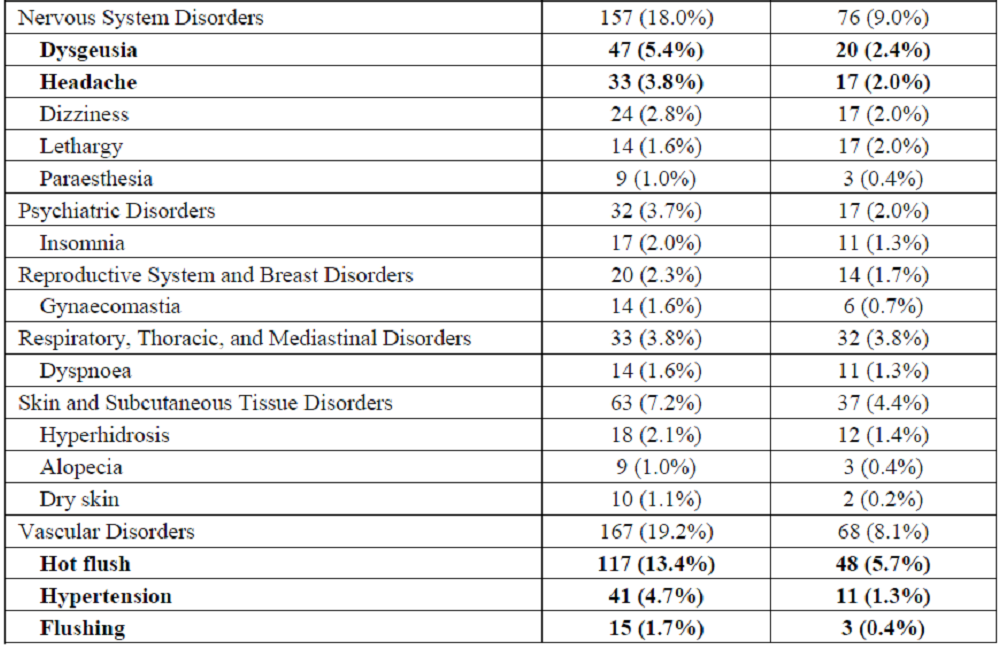 Nervous System Disorders 157 (18.0%) 76 (9.0%)
Dysgeusia 47 (5.4%) 20 (2.4%)
Headache 33 (3.8%) 17 (2.0%)
Dizziness 24 (2.8%) 17 (2.0%)
Lethargy 14 (1.6%) 17 (2.0%)
Paraesthesia 9 (1.0%) 3 (0.4%)
Psychiatric Disorders 32 (3.7%) 17 (2.0%)
Insomnia 17 (2.0%) 11 (1.3%)
Reproductive System and Breast Disorders 20 (2.3%) 14 (1.7%)
Gynaecomastia 14 (1.6%) 6 (0.7%)
Respiratory, Thoracic, and Mediastinal Disorders 33 (3.8%) 32 (3.8%)
Dyspnoea 14 (1.6%) 11 (1.3%)
Skin and Subcutaneous Tissue Disorders 63 (7.2%) 37 (4.4%)
Hyperhidrosis 18 (2.1%) 12 (1.4%)
Alopecia 9 (1.0%) 3 (0.4%)
Dry skin 10 (1.1%) 2 (0.2%)
Vascular Disorders 167 (19.2%) 68 (8.1%)
Hot flush 117 (13.4%) 48 (5.7%)
Hypertension 41 (4.7%) 11 (1.3%)
Flushing 15 (1.7%) 3 (0.4%)